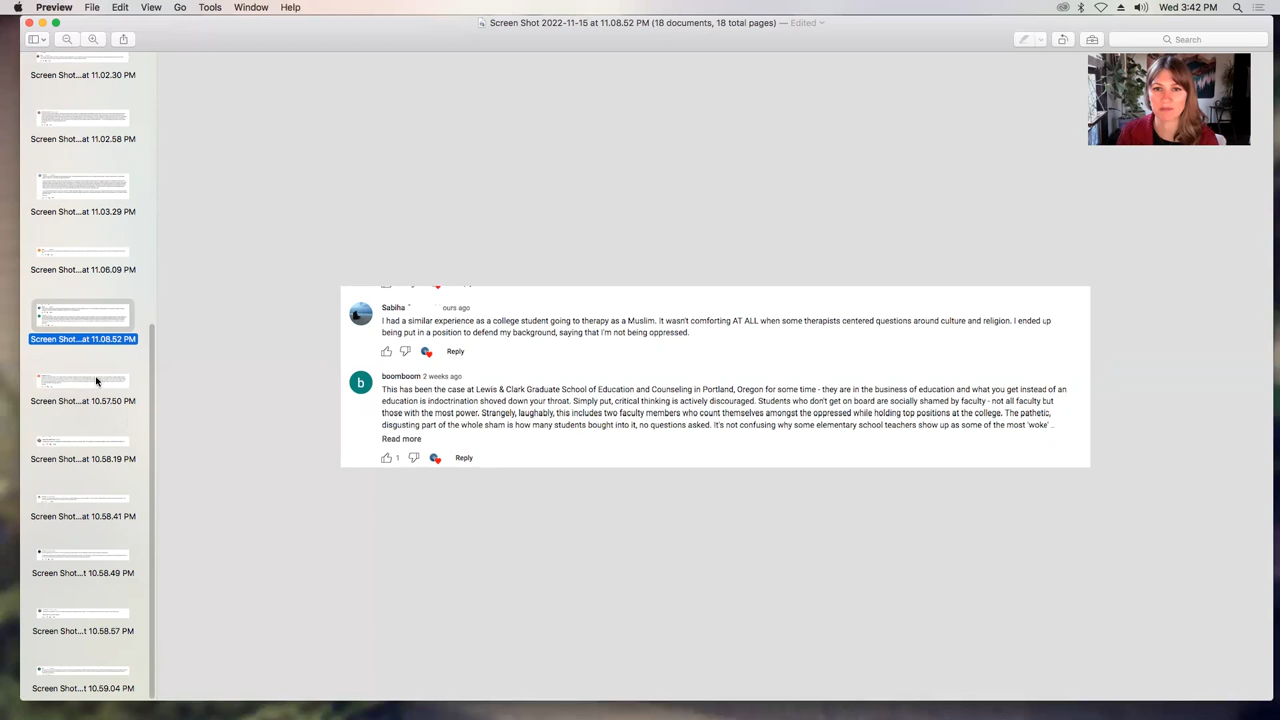 Preview File Edit View Go Tools Window Help
Wed 3:42 PM
Screen Shot 2022-11-15 at 11.08.52 PM (18 documents, 18 total pages) — Edited
Search
Screen Shot...at 11.02.30 PM
Screen Shot...at 11.02.58 PM
Screen Shot...at 11.03.29 PM
Screen Shot...at 11.06.09 PM
Screen Shot...at 11.08.52 PM
Screen Shot...at 10.57.50 PM
Screen Shot...at 10.58.19 PM
Screen Shot...at 10.58.41 PM
Screen Shot...t 10.58.49 PM
Screen Shot...t 10.58.57 PM
Screen Shot...t 10.59.04 PM
Sabiha ours ago
I had a similar experience as a college student going to therapy as a Muslim. It wasn't comforting AT ALL when some therapists centered questions around culture and religion. I ended up
being put in a position to defend my background, saying that I'm not being oppressed.
Reply
b
boomboom 2 weeks ago
This has been the case at Lewis & Clark Graduate School of Education and Counseling in Portland, Oregon for some time - they are in the business of education and what you get instead of an
education is indoctrination shoved down your throat. Simply put, critical thinking is actively discouraged. Students who don't get on board are socially shamed by faculty - not all faculty but
those with the most power. Strangely, laughably, this includes two faculty members who count themselves amongst the oppressed while holding top positions at the college. The pathetic,
disgusting part of the whole sham is how many students bought into it, no questions asked. It's not confusing why some elementary school teachers show up as some of the most 'woke' ..
Read more
1 Reply